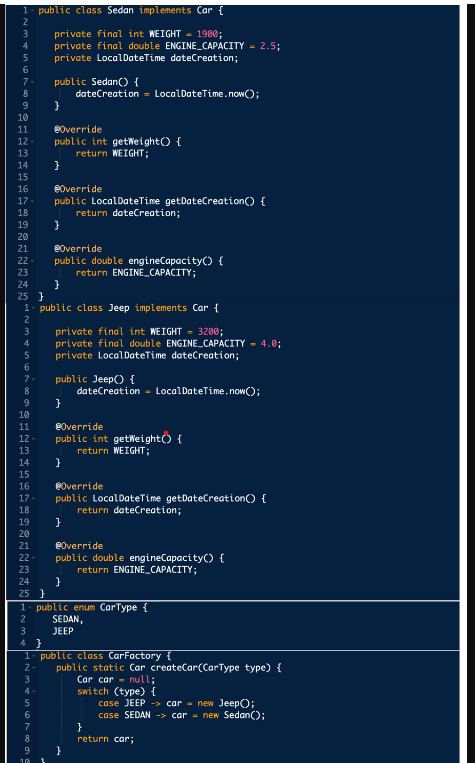 1 public class Sedan implements Car {
2
3 private final int WEIGHT = 1900;
4 private final double ENGINE_CAPACITY = 2.5;
5 private LocalDateTime dateCreation;
6
7 public Sedan() {
8 dateCreation = LocalDateTime.now();
9 }
10
11 @Override
12 public int getWeight() {
13 return WEIGHT;
14 }
15
16 @Override
17 public LocalDateTime getDateCreation() {
18 return dateCreation;
19 }
20
21 @Override
22 public double engineCapacity() {
23 return ENGINE_CAPACITY;
24 }
25 }
1 public class Jeep implements Car {
2
3 private final int WEIGHT = 3200;
4 private final double ENGINE_CAPACITY = 4.0;
5 private LocalDateTime dateCreation;
6
7 public Jeep() {
8 dateCreation = LocalDateTime.now();
9 }
10
11 @Override
12 public int getWeight() {
13 return WEIGHT;
14 }
15
16 @Override
17 public LocalDateTime getDateCreation() {
18 return dateCreation;
19 }
20
21 @Override
22 public double engineCapacity() {
23 return ENGINE_CAPACITY;
24 }
25 }
1 public enum CarType {
2 SEDAN,
3 JEEP
4 }
1 public class CarFactory {
2 public static Car createCar(CarType type) {
3 Car car = null;
4 switch (type) {
5 case JEEP -> car = new Jeep();
6 case SEDAN -> car = new Sedan();
7 }
8 return car;
9 }
10 }